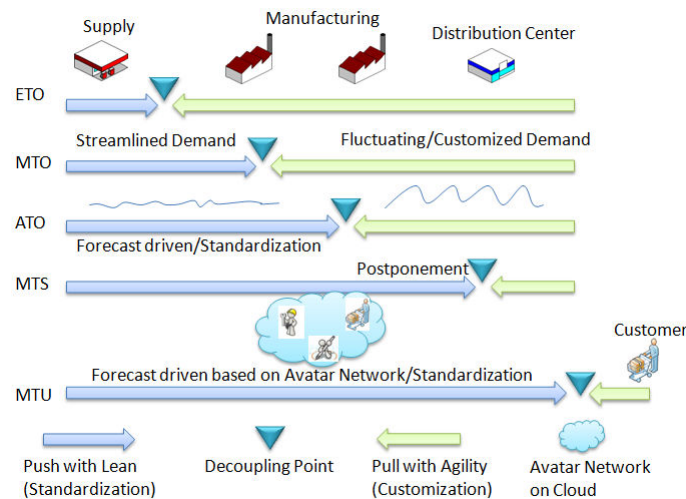 Supply
Manufacturing
Distribution Center
ETO
Streamlined Demand
Fluctuating/Customized Demand
MTO
ATO
Forecast driven/Standardization
Postponement
MTS
Customer
Forecast driven based on Avatar Network/Standardization
MTU
Push with Lean
(Standardization)
Decoupling Point
Pull with Agility
(Customization)
Avatar Network
on Cloud